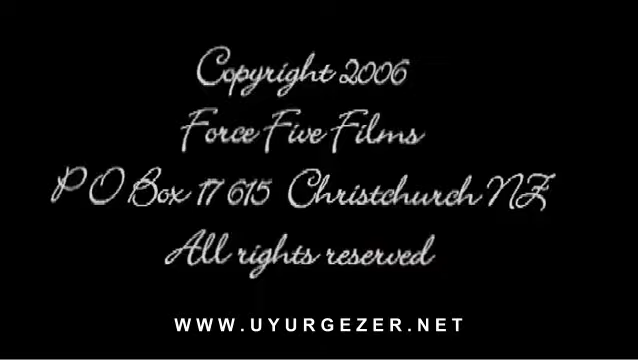 Copyright 2006
Force Five Films
P O Box 17 615 Christchurch NZ
All rights reserved
WWW.UYURGEZER.NET